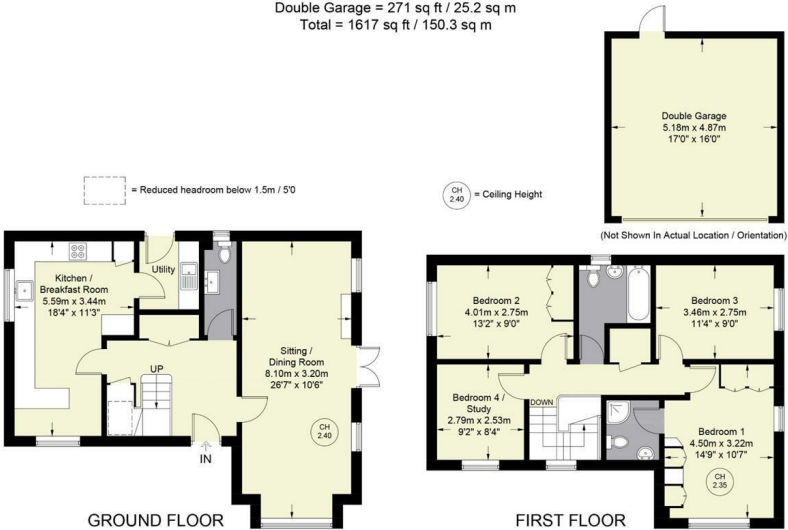 Double Garage = 271 sq ft / 25.2 sq m
Total = 1617 sq ft / 150.3 sq m
Double Garage
5.18m x 4.87m
17'0" x 16'0"
(Not Shown In Actual Location / Orientation)
= Reduced headroom below 1.5m / 5'0
CH
2.40
= Ceiling Height
Kitchen /
Breakfast Room
5.59m x 3.44m
18'4" x 11'3"
Utility
Sitting /
Dining Room
8.10m x 3.20m
26'7" x 10'6"
UP
CH
2.40
IN
GROUND FLOOR
Bedroom 2
4.01m x 2.75m
13'2" x 9'0"
Bedroom 3
3.46m x 2.75m
11'4" x 9'0"
Bedroom 4 /
Study
2.79m x 2.53m
9'2" x 8'4"
DOWN
Bedroom 1
4.50m x 3.22m
14'9" x 10'7"
CH
2.35
FIRST FLOOR